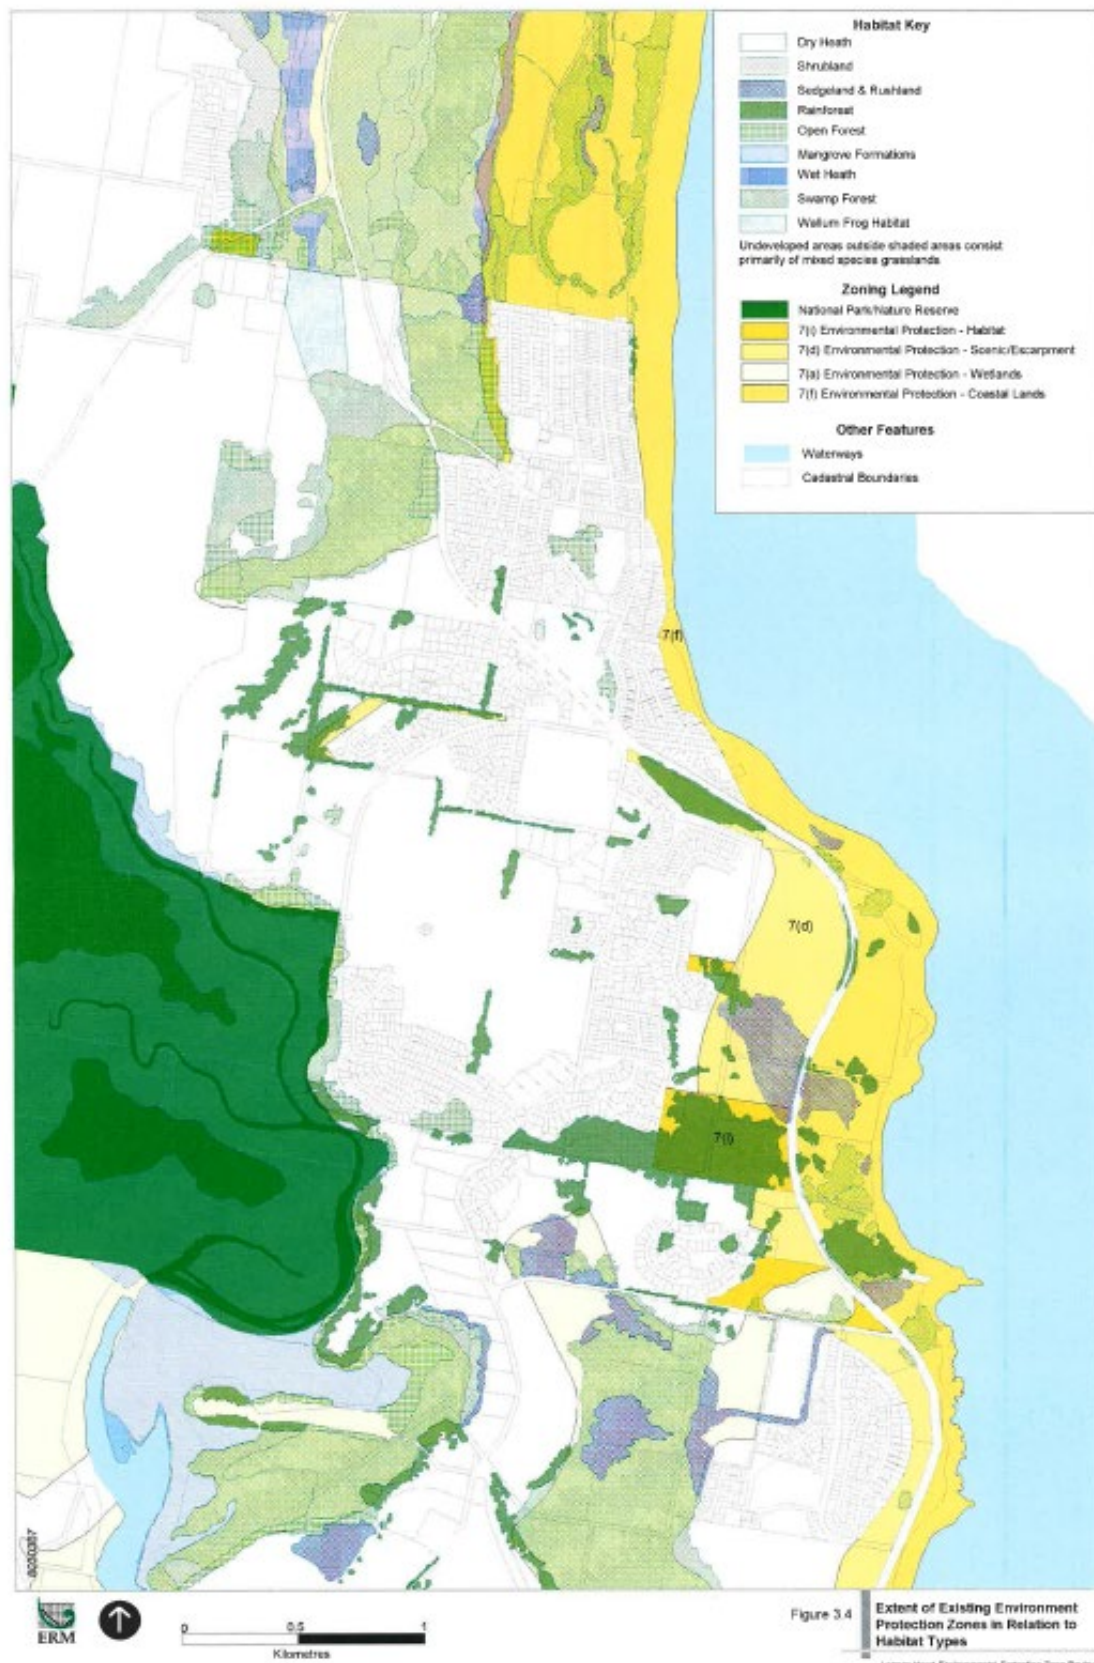 Habitat Key
Dry Heath
Shrubland
Sedgeland & Rushland
Rainforest
Open Forest
Mangrove Formations
Wet Heath
Swamp Forest
Wallum Frog Habitat
Undeveloped areas outside shaded areas consist
primarily of mixed species grasslands
Zoning Legend
National Park/Nature Reserve
7(i) Environmental Protection - Habitat
7(d) Environmental Protection - Scenic/Escarpment
7(a) Environmental Protection - Wetlands
7(f) Environmental Protection - Coastal Lands
Other Features
Waterways
Cadastral Boundaries
7(f)
7(d)
7(i)
8050367
ERM
0 0.5 1
Kilometres
Figure 3.4
Extent of Existing Environment
Protection Zones in Relation to
Habitat Types